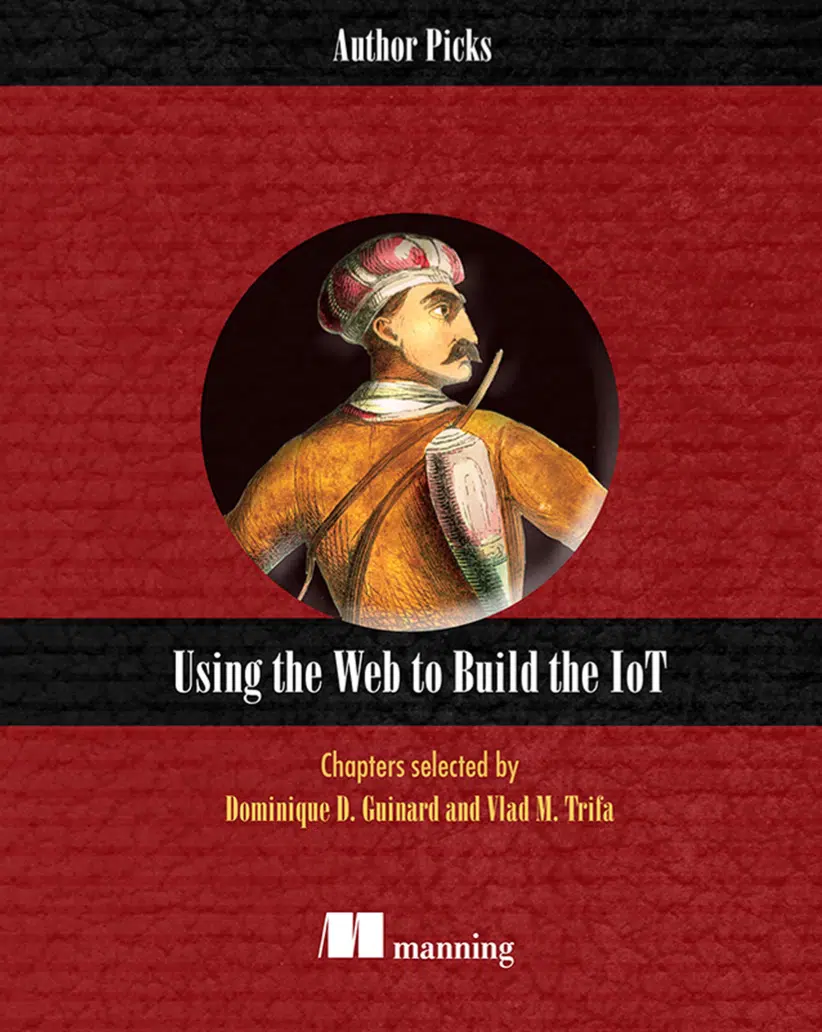 Author Picks
Using the Web to Build the IoT
Chapters selected by
Dominique D. Guinard and Vlad M. Trifa
manning